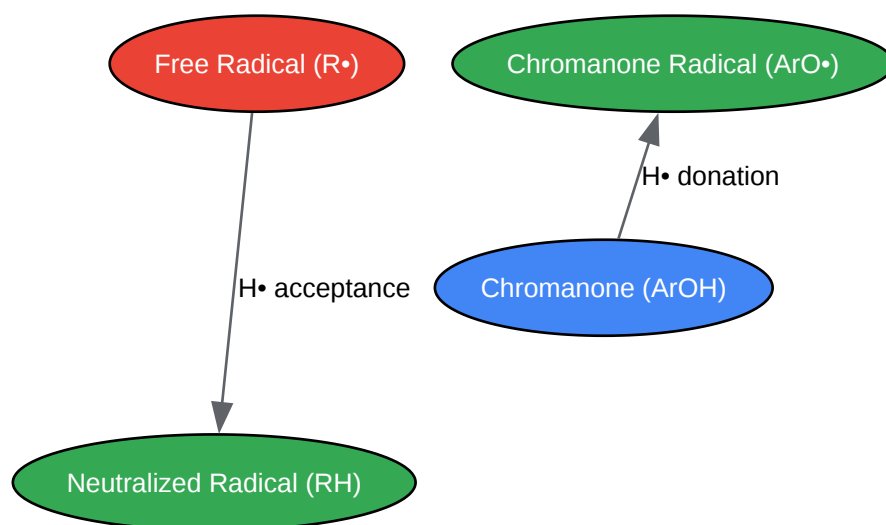 Free Radical (R•)
Chromanone Radical (ArO•)
H• donation
H• acceptance
Chromanone (ArOH)
Neutralized Radical (RH)